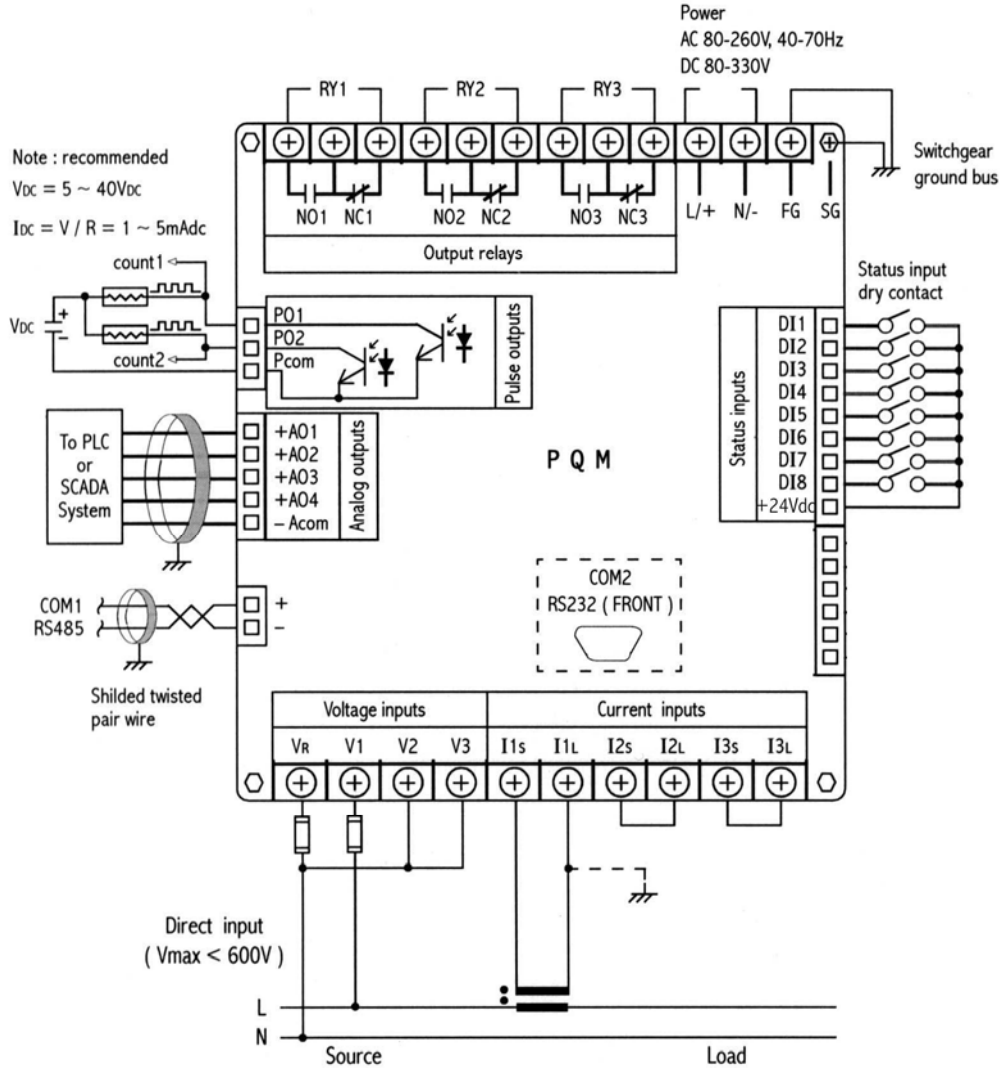 Power
AC 80-260V, 40-70Hz
DC 80-330V
RY1
RY2
RY3
Switchgear
ground bus
Note : recommended
VDC = 5 ~ 40VDC
IDC = V / R = 1 ~ 5mAdc
NO1
NC1
NO2
NC2
NO3
NC3
L/+
N/-
FG
SG
Output relays
count1
VDC
+
−
count2
PO1
PO2
Pcom
Pulse outputs
Status input
dry contact
Status inputs
DI1
DI2
DI3
DI4
DI5
DI6
DI7
DI8
+24Vdc
To PLC
or
SCADA
System
+AO1
+AO2
+AO3
+AO4
- Acom
Analog outputs
P Q M
COM1
RS485
+
−
Shilded twisted
pair wire
COM2
RS232 ( FRONT )
Voltage inputs
Current inputs
VR
V1
V2
V3
I1s
I1L
I2s
I2L
I3s
I3L
Direct input
( Vmax < 600V )
L
N
Source
Load